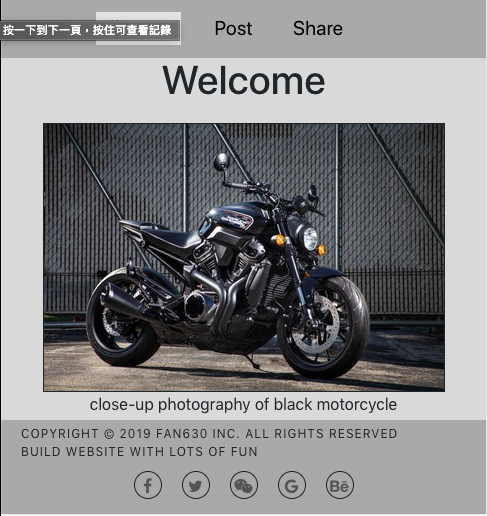 按一下到下一頁，按住可查看記錄
Post
Share
Welcome
close-up photography of black motorcycle
COPYRIGHT © 2019 FAN630 INC. ALL RIGHTS RESERVED
BUILD WEBSITE WITH LOTS OF FUN